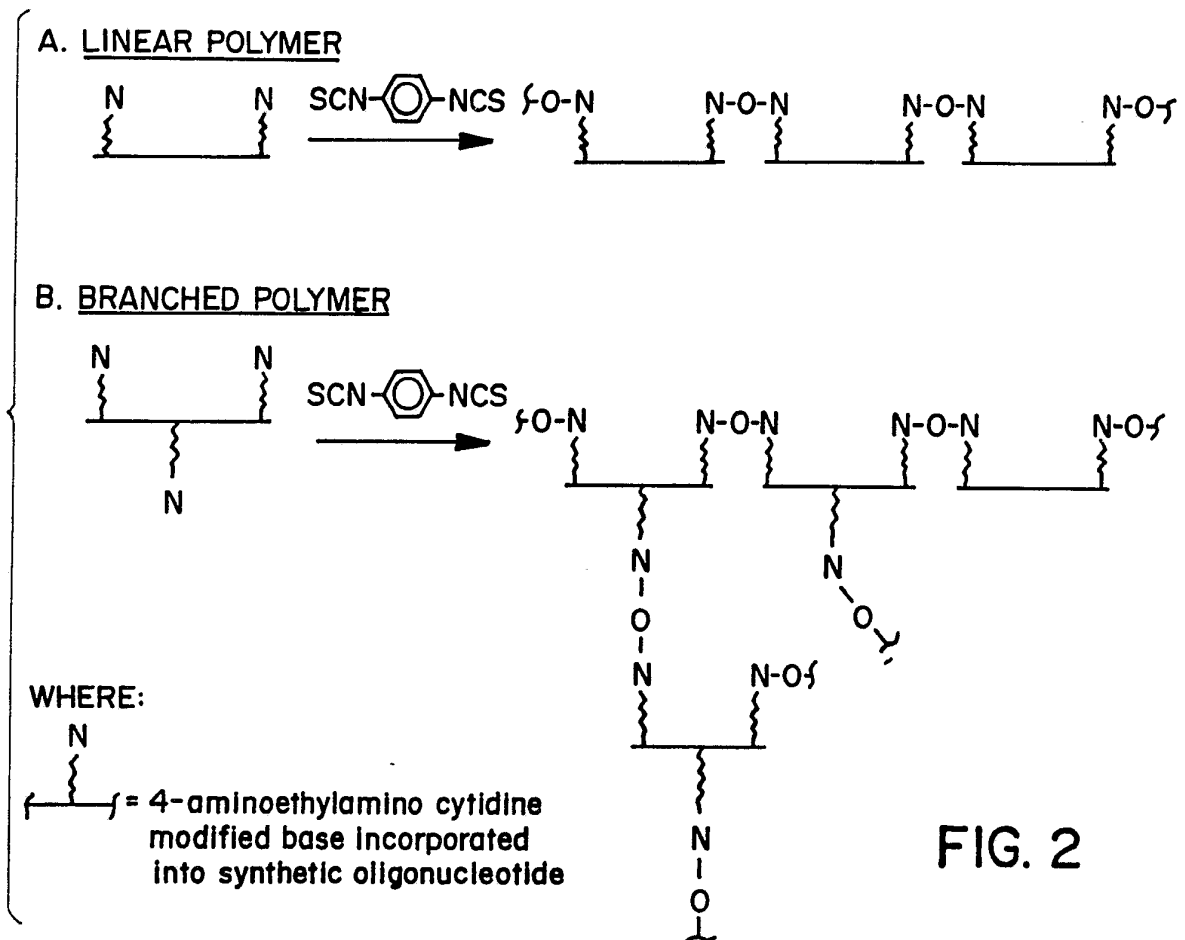 A. LINEAR POLYMER
N N SCN NCS O-N N-O-N N-O-N N-O
B. BRANCHED POLYMER
N N SCN NCS O-N N-O-N N-O-N N-O
N
N
O
N
N
O
N-O
WHERE:
N
= 4-aminoethylamino cytidine
modified base incorporated
into synthetic oligonucleotide
N
O
FIG. 2